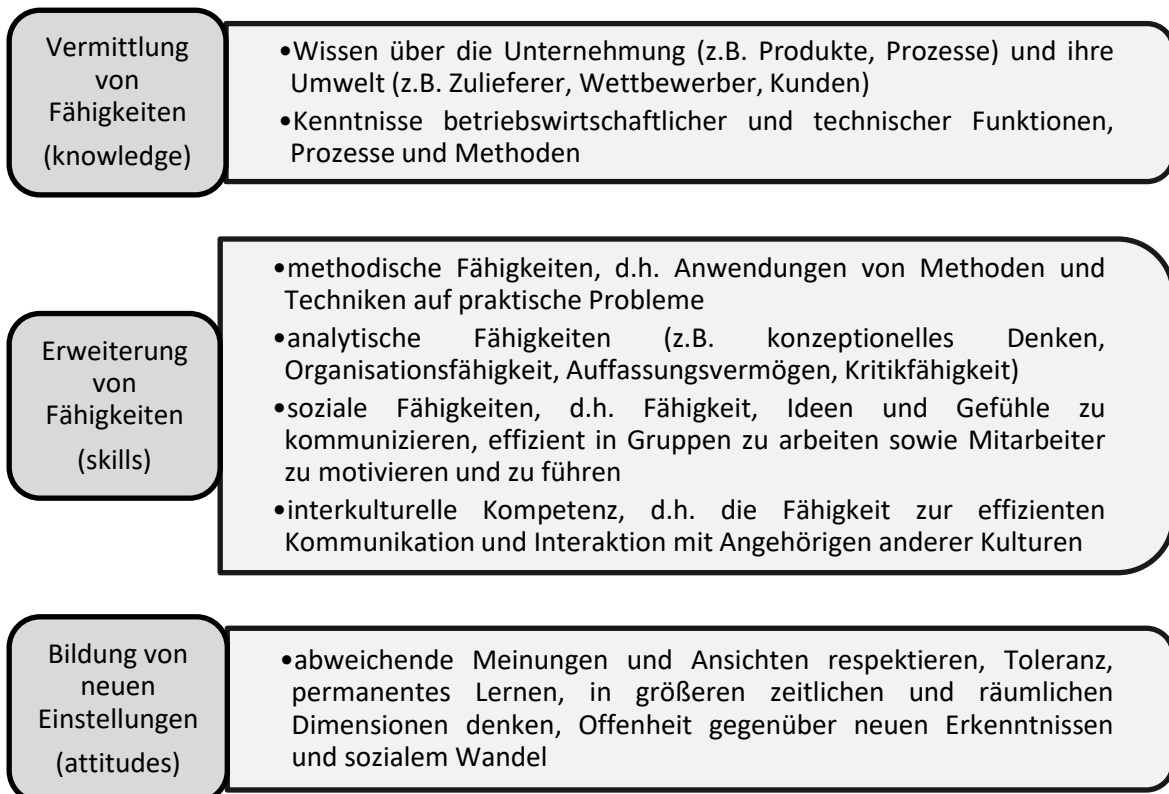 Vermittlung
von
Fähigkeiten
(knowledge)
•Wissen über die Unternehmung (z.B. Produkte, Prozesse) und ihre
Umwelt (z.B. Zulieferer, Wettbewerber, Kunden)
•Kenntnisse betriebswirtschaftlicher und technischer Funktionen,
Prozesse und Methoden
Erweiterung
von
Fähigkeiten
(skills)
•methodische Fähigkeiten, d.h. Anwendungen von Methoden und
Techniken auf praktische Probleme
•analytische Fähigkeiten (z.B. konzeptionelles Denken,
Organisationsfähigkeit, Auffassungsvermögen, Kritikfähigkeit)
•soziale Fähigkeiten, d.h. Fähigkeit, Ideen und Gefühle zu
kommunizieren, effizient in Gruppen zu arbeiten sowie Mitarbeiter
zu motivieren und zu führen
•interkulturelle Kompetenz, d.h. die Fähigkeit zur effizienten
Kommunikation und Interaktion mit Angehörigen anderer Kulturen
Bildung von
neuen
Einstellungen
(attitudes)
•abweichende Meinungen und Ansichten respektieren, Toleranz,
permanentes Lernen, in größeren zeitlichen und räumlichen
Dimensionen denken, Offenheit gegenüber neuen Erkenntnissen
und sozialem Wandel